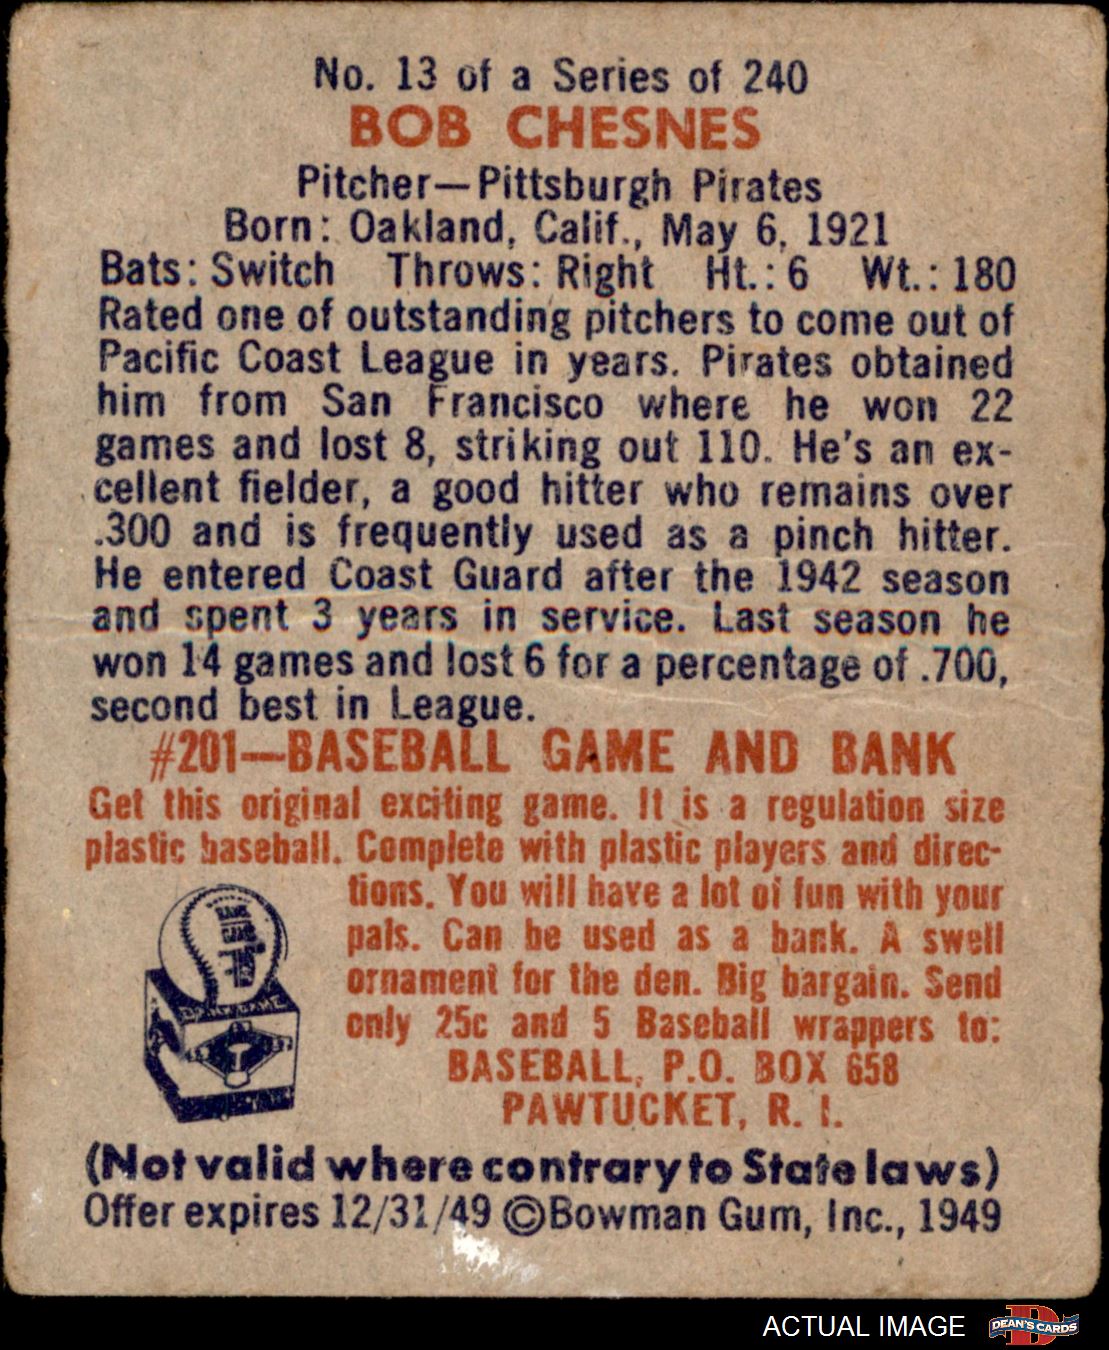 No. 13 of a Series of 240
BOB CHESNES
Pitcher—Pittsburgh Pirates
Born: Oakland, Calif., May 6, 1921
Bats: Switch Throws: Right Ht.: 6 Wt.: 180
Rated one of outstanding pitchers to come out of
Pacific Coast League in years. Pirates obtained
him from San Francisco where he won 22
games and lost 8, striking out 110. He's an ex-
cellent fielder, a good hitter who remains over
.300 and is frequently used as a pinch hitter.
He entered Coast Guard after the 1942 season
and spent 3 years in service. Last season he
won 14 games and lost 6 for a percentage of .700,
second best in League.
#201—BASEBALL GAME AND BANK
Get this original exciting game. It is a regulation size
plastic baseball. Complete with plastic players and direc-
tions. You will have a lot of fun with your
pals. Can be used as a bank. A swell
ornament for the den. Big bargain. Send
only 25c and 5 Baseball wrappers to:
BASEBALL, P.O. BOX 658
PAWTUCKET, R. I.
(Not valid where contrary to State laws)
Offer expires 12/31/49 ©Bowman Gum, Inc., 1949
ACTUAL IMAGE
DEAN'S CARDS